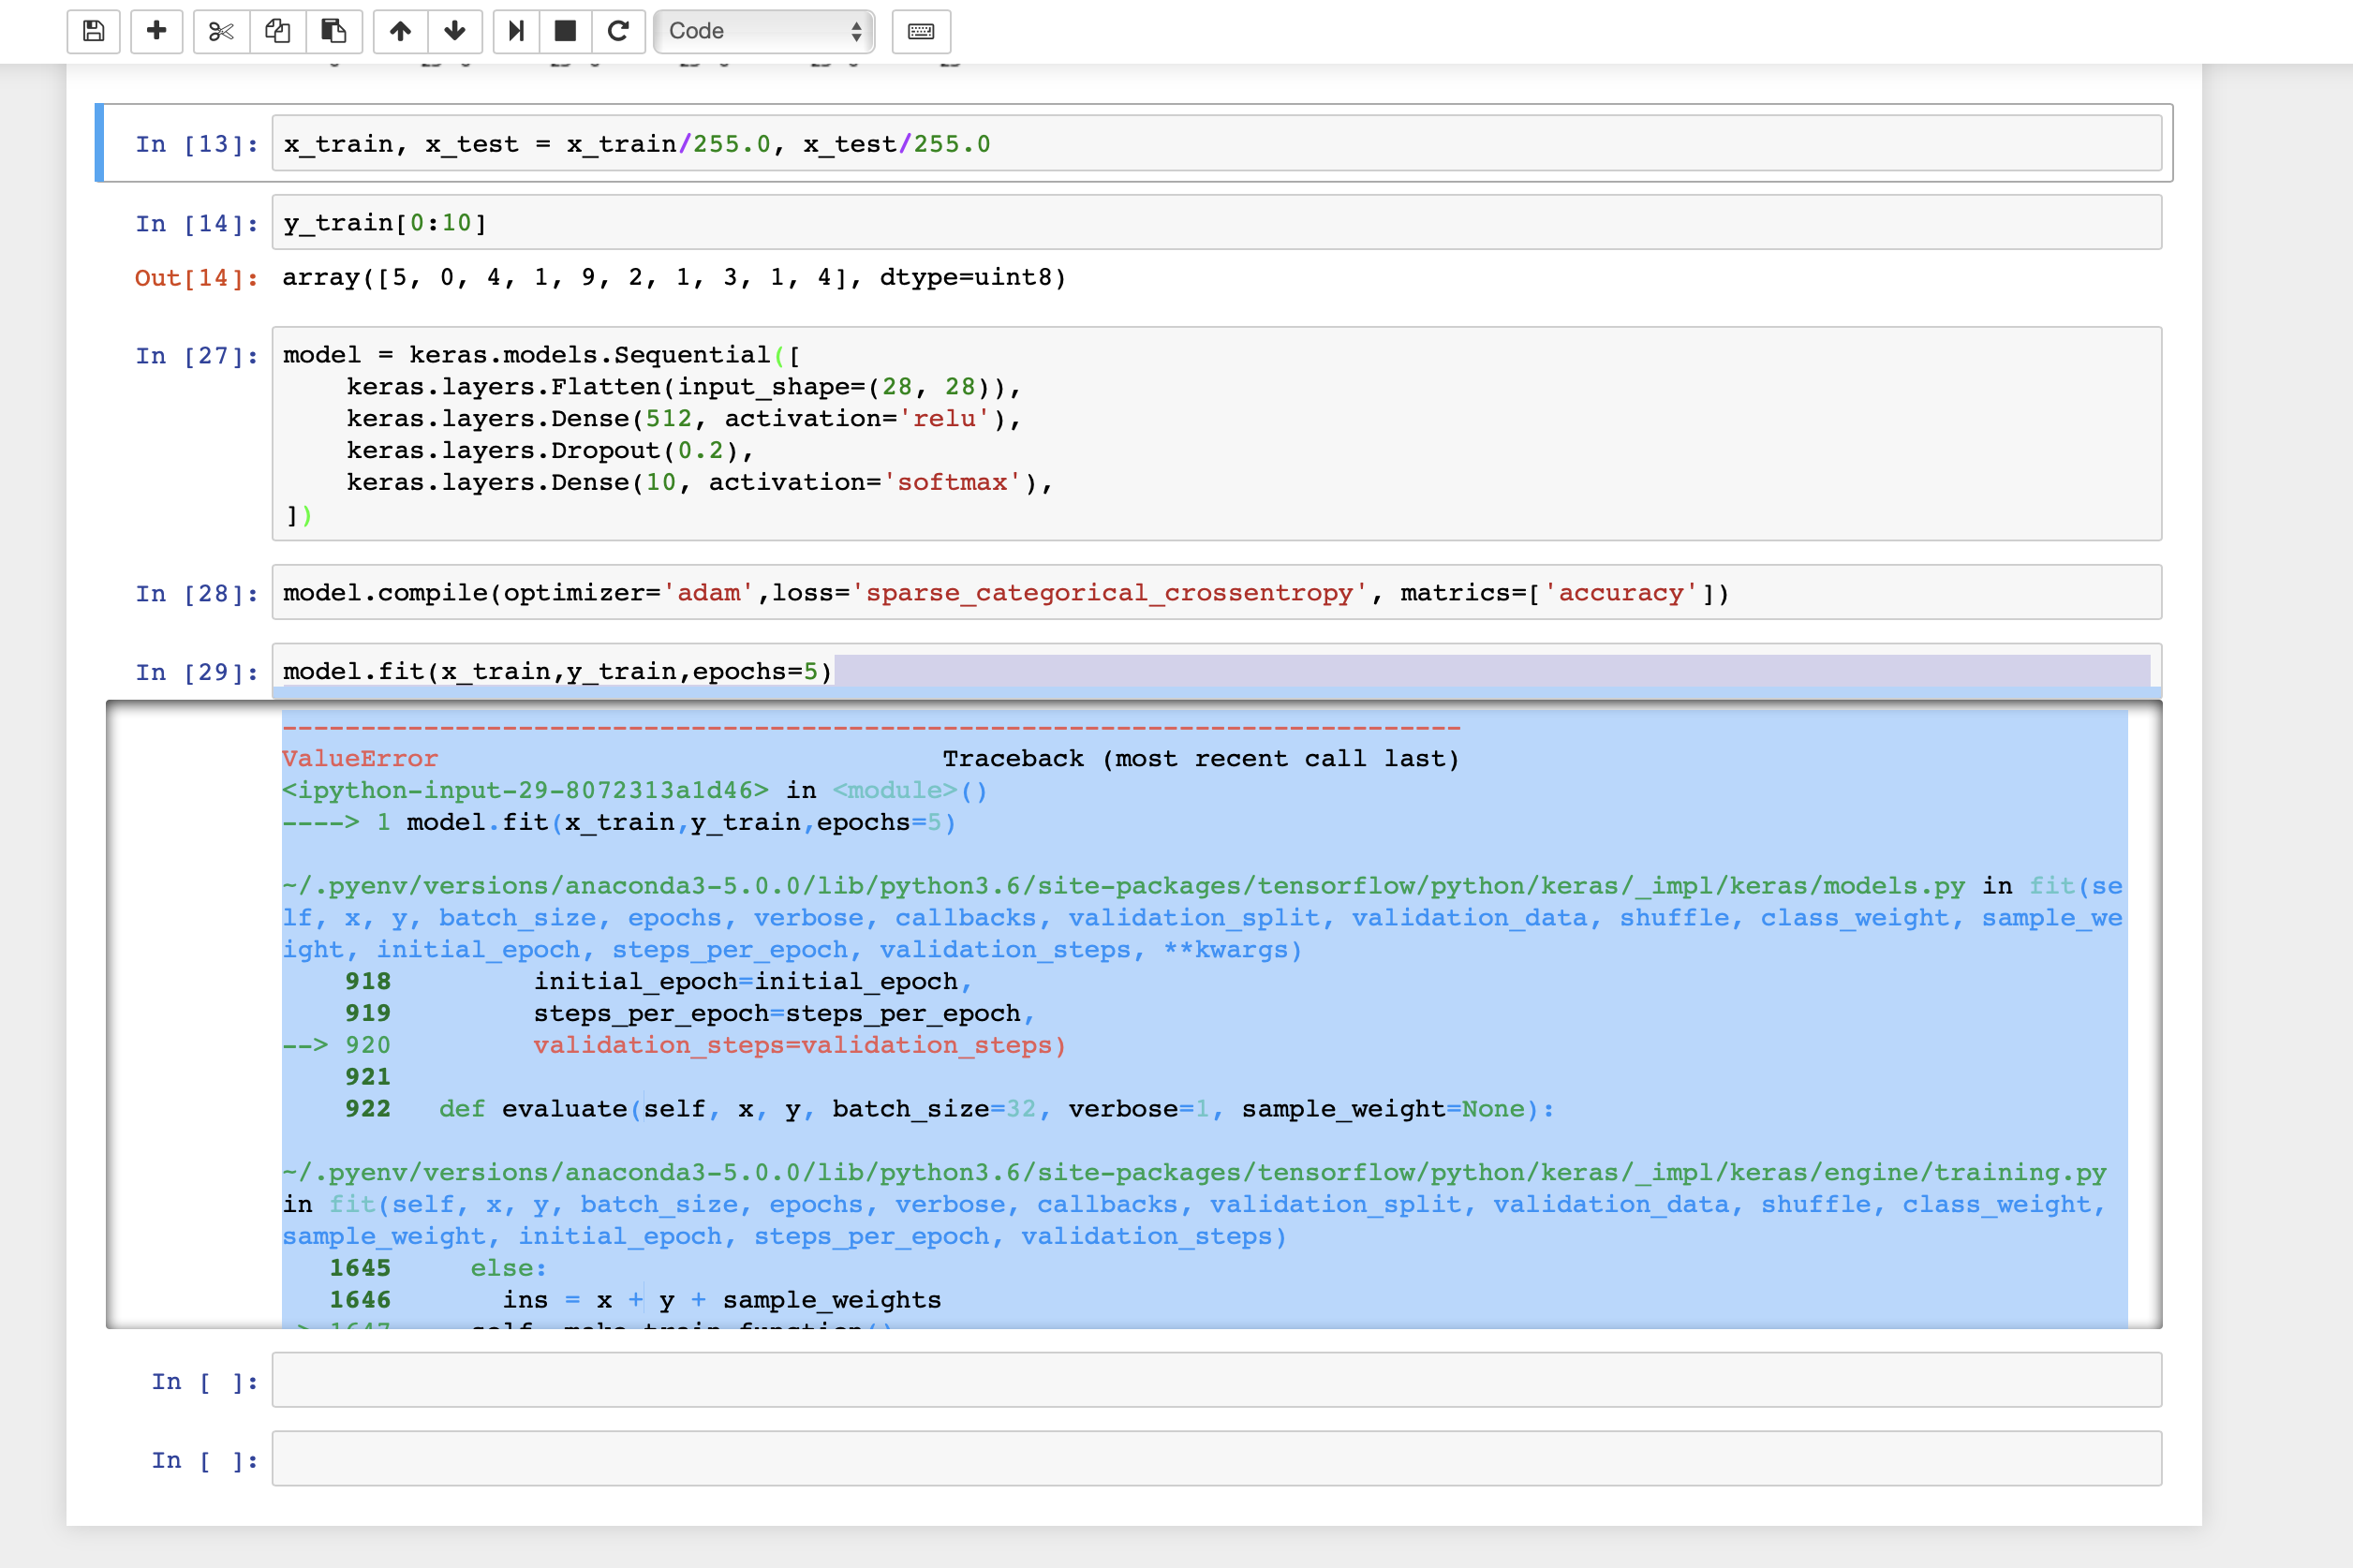 Code
In [13]: x_train, x_test = x_train/255.0, x_test/255.0
In [14]: y_train[0:10]
Out[14]: array([5, 0, 4, 1, 9, 2, 1, 3, 1, 4], dtype=uint8)
In [27]: model = keras.models.Sequential([
    keras.layers.Flatten(input_shape=(28, 28)),
    keras.layers.Dense(512, activation='relu'),
    keras.layers.Dropout(0.2),
    keras.layers.Dense(10, activation='softmax'),
])
In [28]: model.compile(optimizer='adam',loss='sparse_categorical_crossentropy', matrics=['accuracy'])
In [29]: model.fit(x_train,y_train,epochs=5)
---------------------------------------------------------------------------
ValueError                                Traceback (most recent call last)
<ipython-input-29-8072313a1d46> in <module>()
----> 1 model.fit(x_train,y_train,epochs=5)
~/.pyenv/versions/anaconda3-5.0.0/lib/python3.6/site-packages/tensorflow/python/keras/_impl/keras/models.py in fit(se
lf, x, y, batch_size, epochs, verbose, callbacks, validation_split, validation_data, shuffle, class_weight, sample_we
ight, initial_epoch, steps_per_epoch, validation_steps, **kwargs)
    918         initial_epoch=initial_epoch,
    919         steps_per_epoch=steps_per_epoch,
--> 920         validation_steps=validation_steps)
    921
    922   def evaluate(self, x, y, batch_size=32, verbose=1, sample_weight=None):
~/.pyenv/versions/anaconda3-5.0.0/lib/python3.6/site-packages/tensorflow/python/keras/_impl/keras/engine/training.py
in fit(self, x, y, batch_size, epochs, verbose, callbacks, validation_split, validation_data, shuffle, class_weight,
sample_weight, initial_epoch, steps_per_epoch, validation_steps)
   1645     else:
   1646       ins = x + y + sample_weights
In [ ]:
In [ ]: